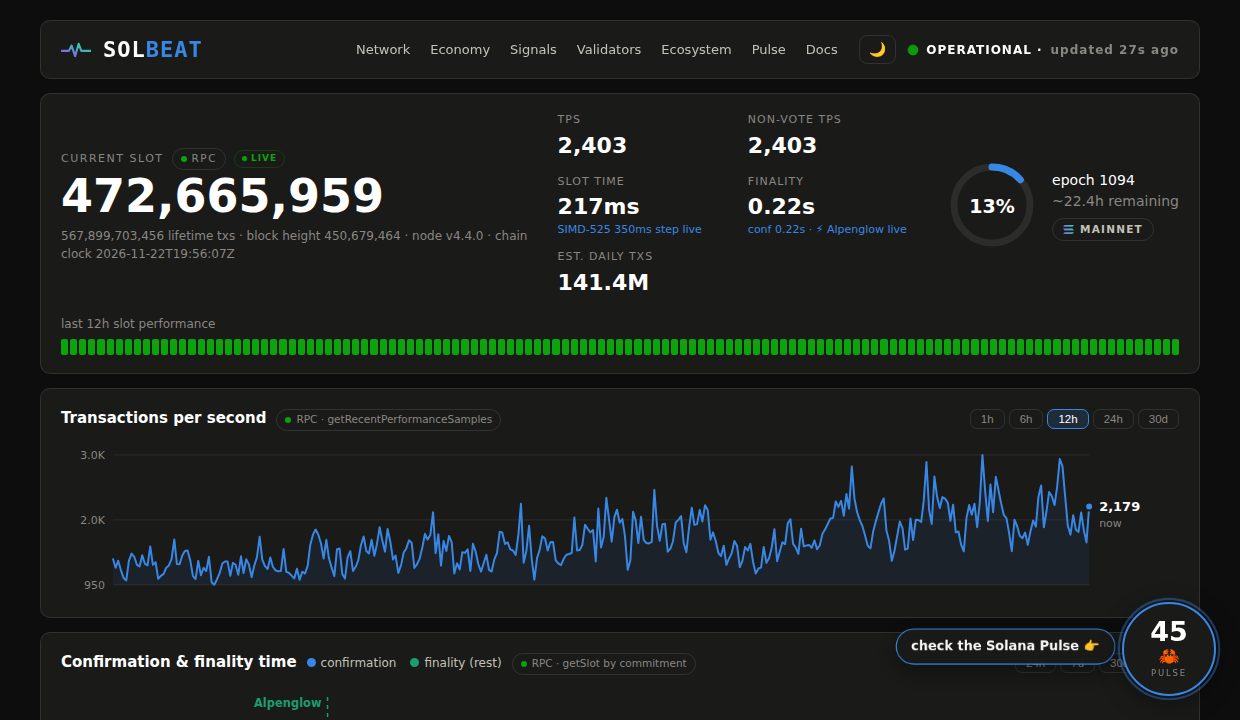 SOLBEAT
Network Economy Signals Validators Ecosystem Pulse Docs
OPERATIONAL · updated 27s ago
CURRENT SLOT RPC LIVE
472,665,959
567,899,703,456 lifetime txs · block height 450,679,464 · node v4.4.0 · chain
clock 2026-11-22T19:56:07Z
TPS
2,403
NON-VOTE TPS
2,403
SLOT TIME
217ms
SIMD-525 350ms step live
FINALITY
0.22s
conf 0.22s · ⚡ Alpenglow live
EST. DAILY TXS
141.4M
13%
epoch 1094
~22.4h remaining
MAINNET
last 12h slot performance
Transactions per second RPC · getRecentPerformanceSamples
1h 6h 12h 24h 30d
3.0K
2.0K
950
2,179
now
Confirmation & finality time confirmation finality (rest) RPC · getSlot by commitment
check the Solana Pulse 👉
45
PULSE
Alpenglow